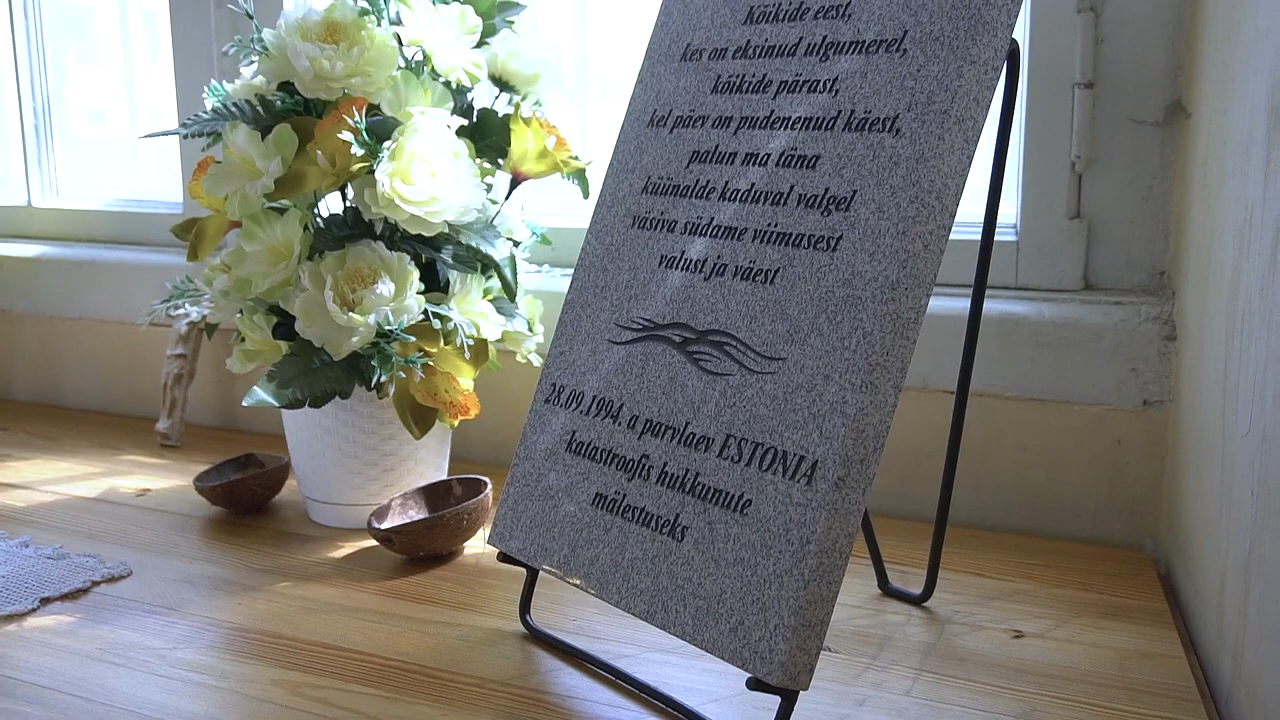 Kõikide eest,
kes on eksinud ulgumerel,
kõikide pärast,
kel päev on pudenenud käest,
palun ma täna
küünalde kaduval valgel
väsiva südame viimasest
valust ja väest
28.09.1994. a parvlaev ESTONIA
katastroofis hukkunute
mälestuseks